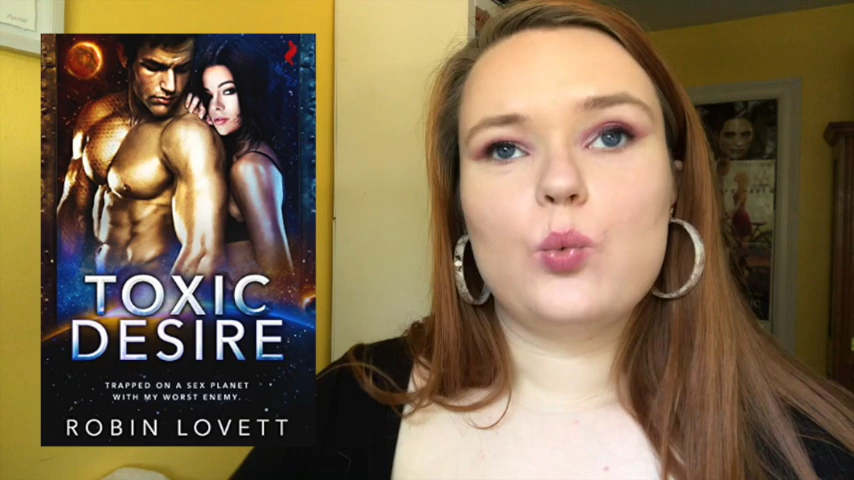 TOXIC
DESIRE
TRAPPED ON A SEX PLANET
WITH MY WORST ENEMY.
ROBIN LOVETT